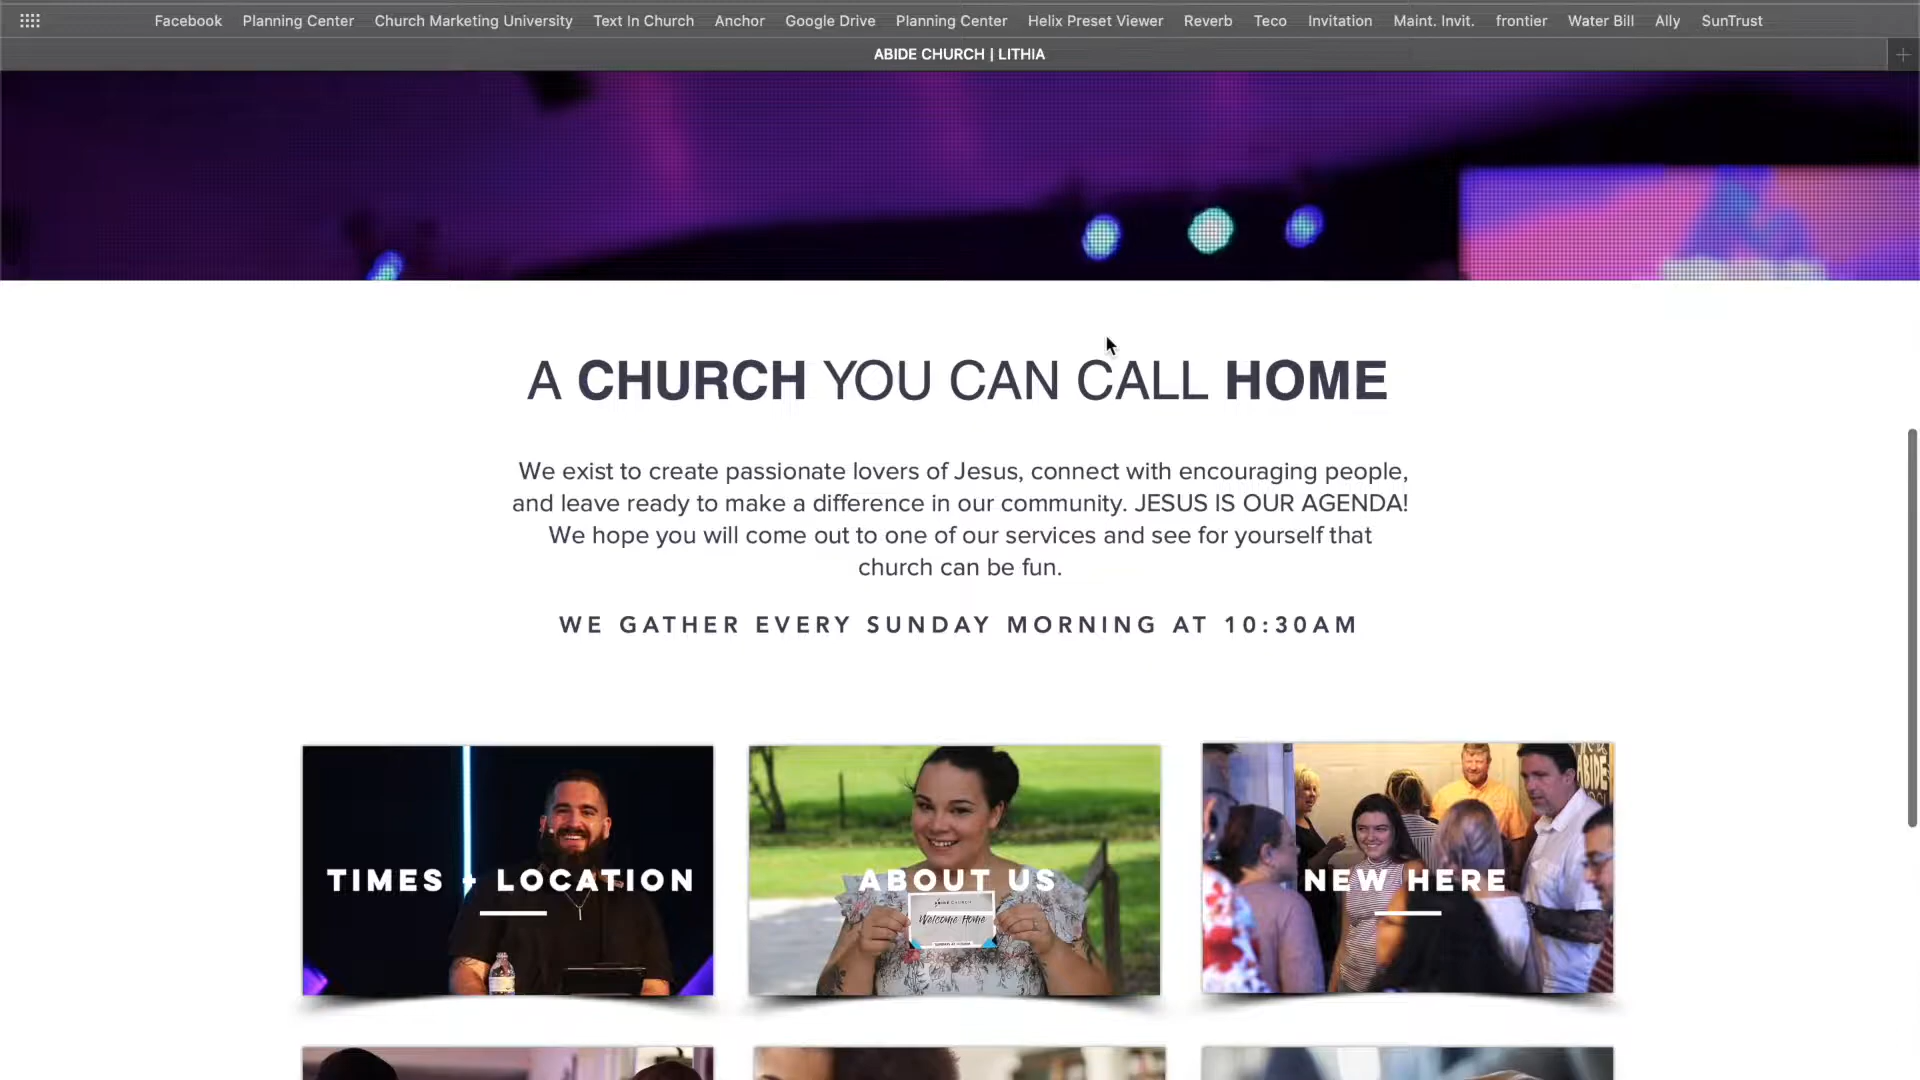 Facebook Planning Center Church Marketing University Text In Church Anchor Google Drive Planning Center Helix Preset Viewer Reverb Teco Invitation Maint. Invit. frontier Water Bill Ally SunTrust
ABIDE CHURCH | LITHIA
A CHURCH YOU CAN CALL HOME
We exist to create passionate lovers of Jesus, connect with encouraging people,
and leave ready to make a difference in our community. JESUS IS OUR AGENDA!
We hope you will come out to one of our services and see for yourself that
church can be fun.
WE GATHER EVERY SUNDAY MORNING AT 10:30AM
TIMES + LOCATION
ABOUT US
Welcome Home
NEW HERE
ABIDE